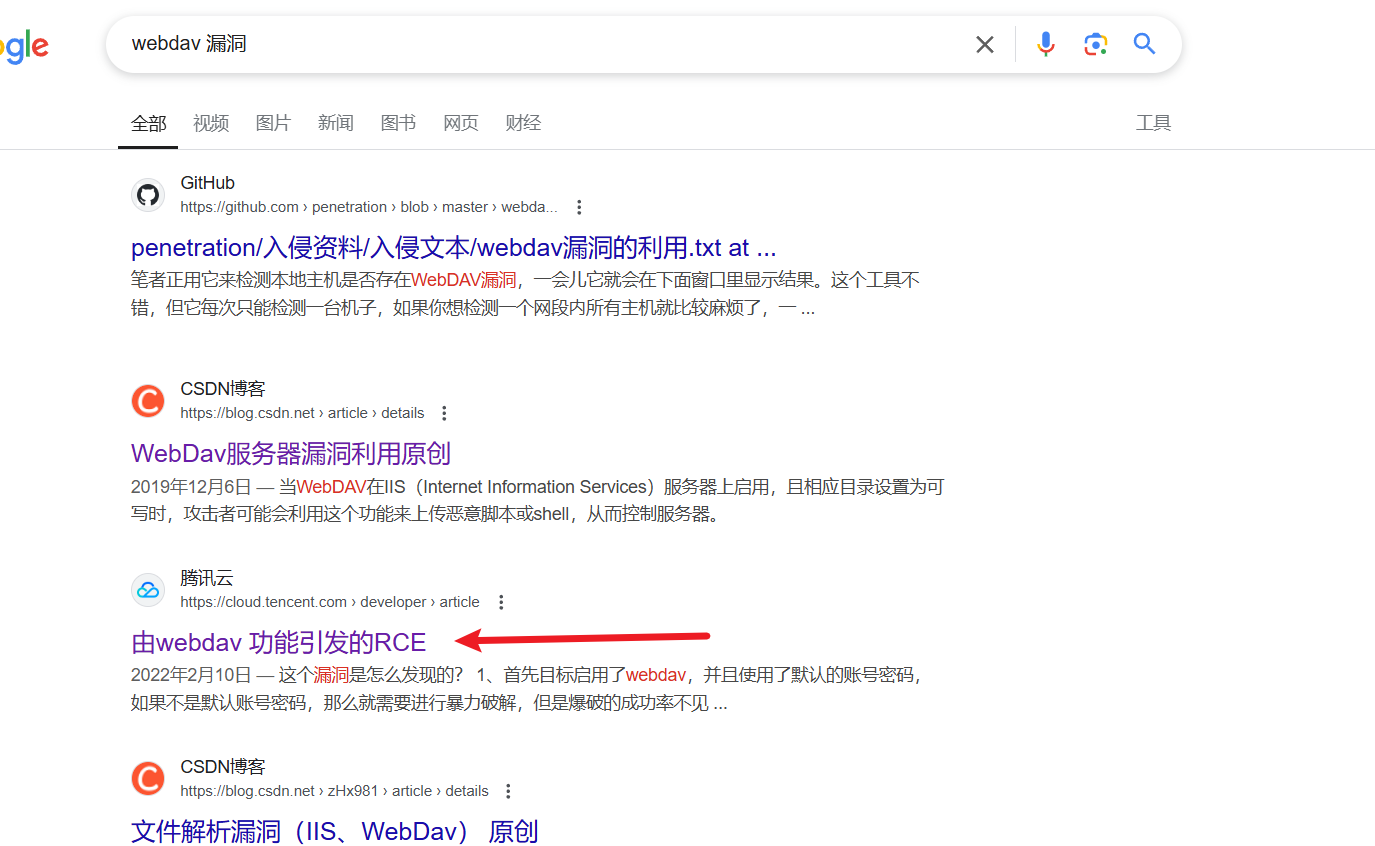 ogle
webdav 漏洞
全部 视频 图片 新闻 图书 网页 财经 工具
GitHub
https://github.com › penetration › blob › master › webda...
penetration/入侵资料/入侵文本/webdav漏洞的利用.txt at ...
笔者正用它来检测本地主机是否存在WebDAV漏洞，一会儿它就会在下面窗口里显示结果。这个工具不
错，但它每次只能检测一台机子，如果你想检测一个网段内所有主机就比较麻烦了，一 ...
CSDN博客
https://blog.csdn.net › article › details
WebDav服务器漏洞利用原创
2019年12月6日 — 当WebDAV在IIS（Internet Information Services）服务器上启用，且相应目录设置为可
写时，攻击者可能会利用这个功能来上传恶意脚本或shell，从而控制服务器。
腾讯云
https://cloud.tencent.com › developer › article
由webdav 功能引发的RCE
2022年2月10日 — 这个漏洞是怎么发现的？ 1、首先目标启用了webdav，并且使用了默认的账号密码，
如果不是默认账号密码，那么就需要进行暴力破解，但是爆破的成功率不见 ...
CSDN博客
https://blog.csdn.net › zHx981 › article › details
文件解析漏洞（IIS、WebDav） 原创